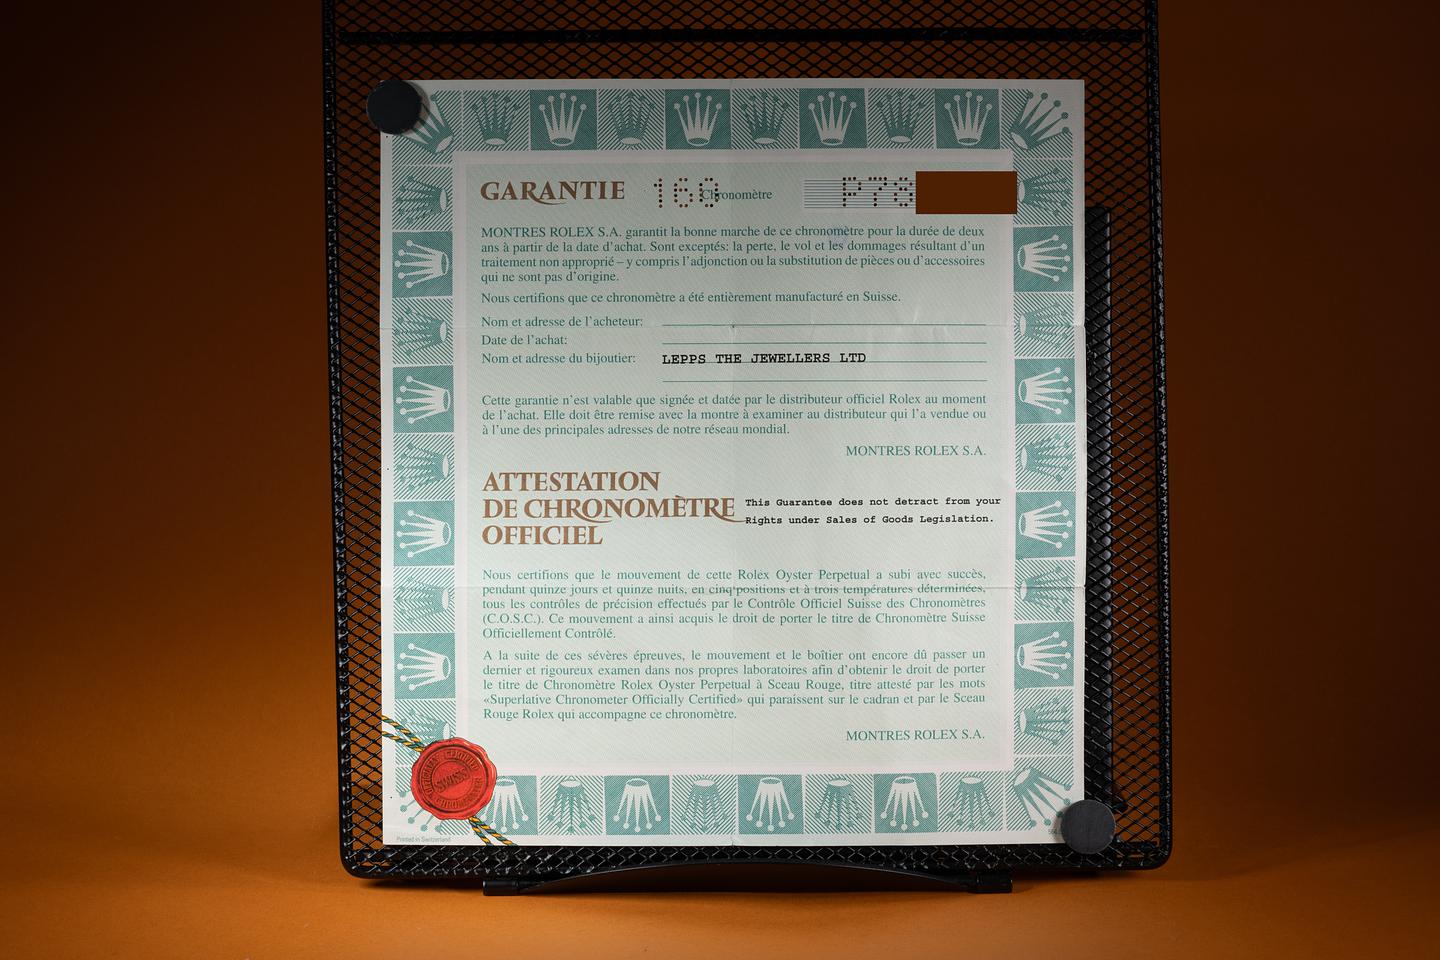 GARANTIE 160 Chronomètre P78
MONTRES ROLEX S.A. garantit la bonne marche de ce chronomètre pour la durée de deux
ans à partir de la date d'achat. Sont exceptés: la perte, le vol et les dommages résultant d'un
traitement non approprié – y compris l'adjonction ou la substitution de pièces ou d'accessoires
qui ne sont pas d'origine.
Nous certifions que ce chronomètre a été entièrement manufacturé en Suisse.
Nom et adresse de l'acheteur:
Date de l'achat:
Nom et adresse du bijoutier: LEPPS THE JEWELLERS LTD
Cette garantie n'est valable que signée et datée par le distributeur officiel Rolex au moment
de l'achat. Elle doit être remise avec la montre à examiner au distributeur qui l'a vendue ou
à l'une des principales adresses de notre réseau mondial.
MONTRES ROLEX S.A.
ATTESTATION
DE CHRONOMÈTRE
OFFICIEL
This Guarantee does not detract from your
Rights under Sales of Goods Legislation.
Nous certifions que le mouvement de cette Rolex Oyster Perpetual a subi avec succès,
pendant quinze jours et quinze nuits, en cinq positions et à trois températures déterminées,
tous les contrôles de précision effectués par le Contrôle Officiel Suisse des Chronomètres
(C.O.S.C.). Ce mouvement a ainsi acquis le droit de porter le titre de Chronomètre Suisse
Officiellement Contrôlé.
A la suite de ces sévères épreuves, le mouvement et le boîtier ont encore dû passer un
dernier et rigoureux examen dans nos propres laboratoires afin d'obtenir le droit de porter
le titre de Chronomètre Rolex Oyster Perpetual à Sceau Rouge, titre attesté par les mots
«Superlative Chronometer Officially Certified» qui paraissent sur le cadran et par le Sceau
Rouge Rolex qui accompagne ce chronomètre.
MONTRES ROLEX S.A.
OFFICIALLY CERTIFIED
SWISS
CHRONOMETER
Printed in Switzerland